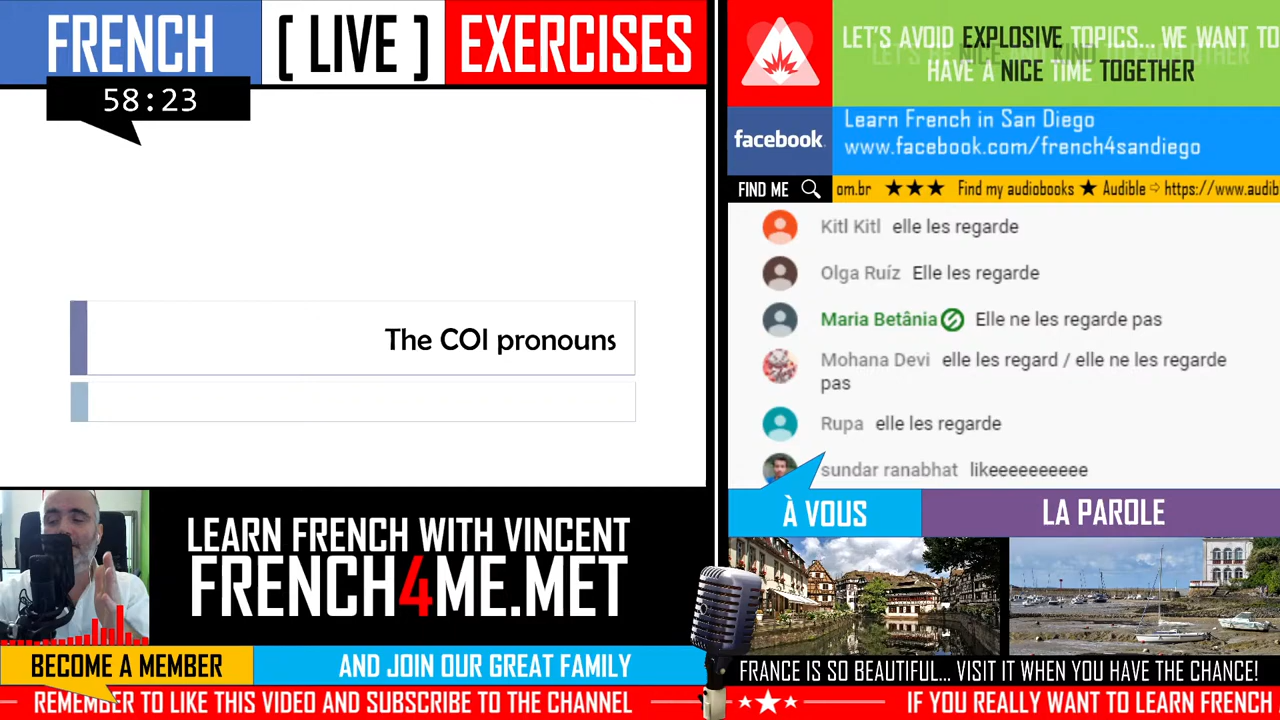 FRENCH
[ LIVE ]
EXERCISES
58:23
The COI pronouns
LEARN FRENCH WITH VINCENT
FRENCH4ME.MET
BECOME A MEMBER
AND JOIN OUR GREAT FAMILY
REMEMBER TO LIKE THIS VIDEO AND SUBSCRIBE TO THE CHANNEL
LET'S AVOID EXPLOSIVE TOPICS... WE WANT TO
HAVE A NICE TIME TOGETHER
facebook.
Learn French in San Diego
www.facebook.com/french4sandiego
FIND ME
om.br ★★★ Find my audiobooks ★ Audible ⇨ https://www.audib
Kitl Kitl elle les regarde
Olga Ruíz Elle les regarde
Maria Betânia Elle ne les regarde pas
Mohana Devi elle les regard / elle ne les regarde
pas
Rupa elle les regarde
sundar ranabhat likeeeeeeeeee
À VOUS
LA PAROLE
FRANCE IS SO BEAUTIFUL... VISIT IT WHEN YOU HAVE THE CHANCE!
IF YOU REALLY WANT TO LEARN FRENCH